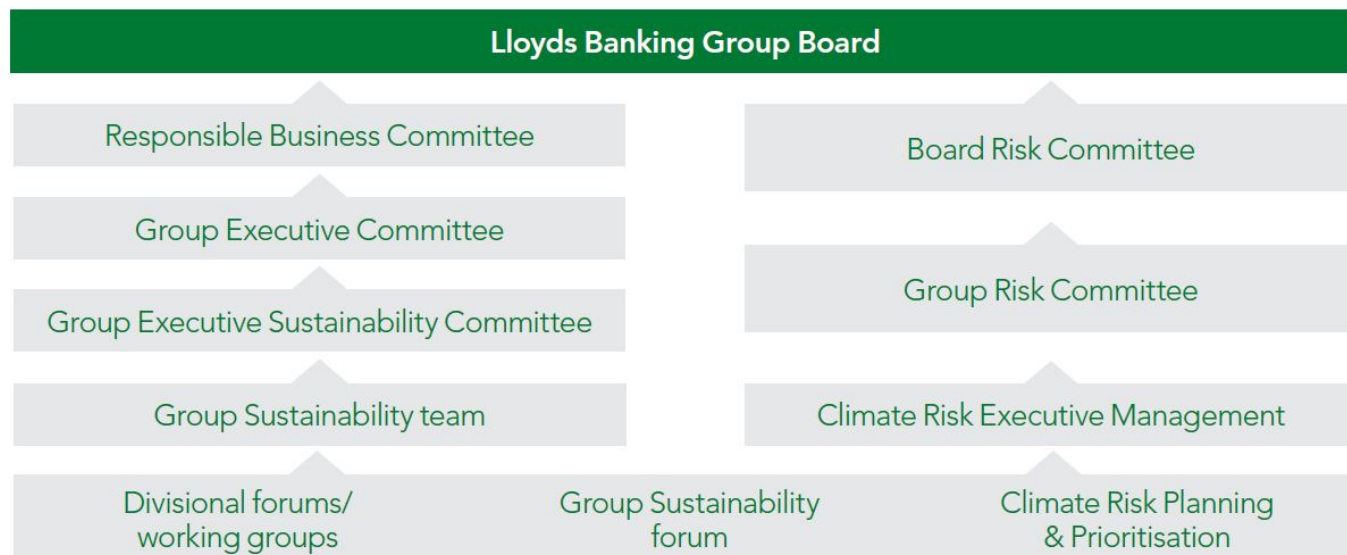 Lloyds Banking Group Board
Responsible Business Committee
Group Executive Committee
Group Executive Sustainability Committee
Group Sustainability team
Board Risk Committee
Group Risk Committee
Climate Risk Executive Management
Divisional forums/
working groups
Group Sustainability
forum
Climate Risk Planning
& Prioritisation